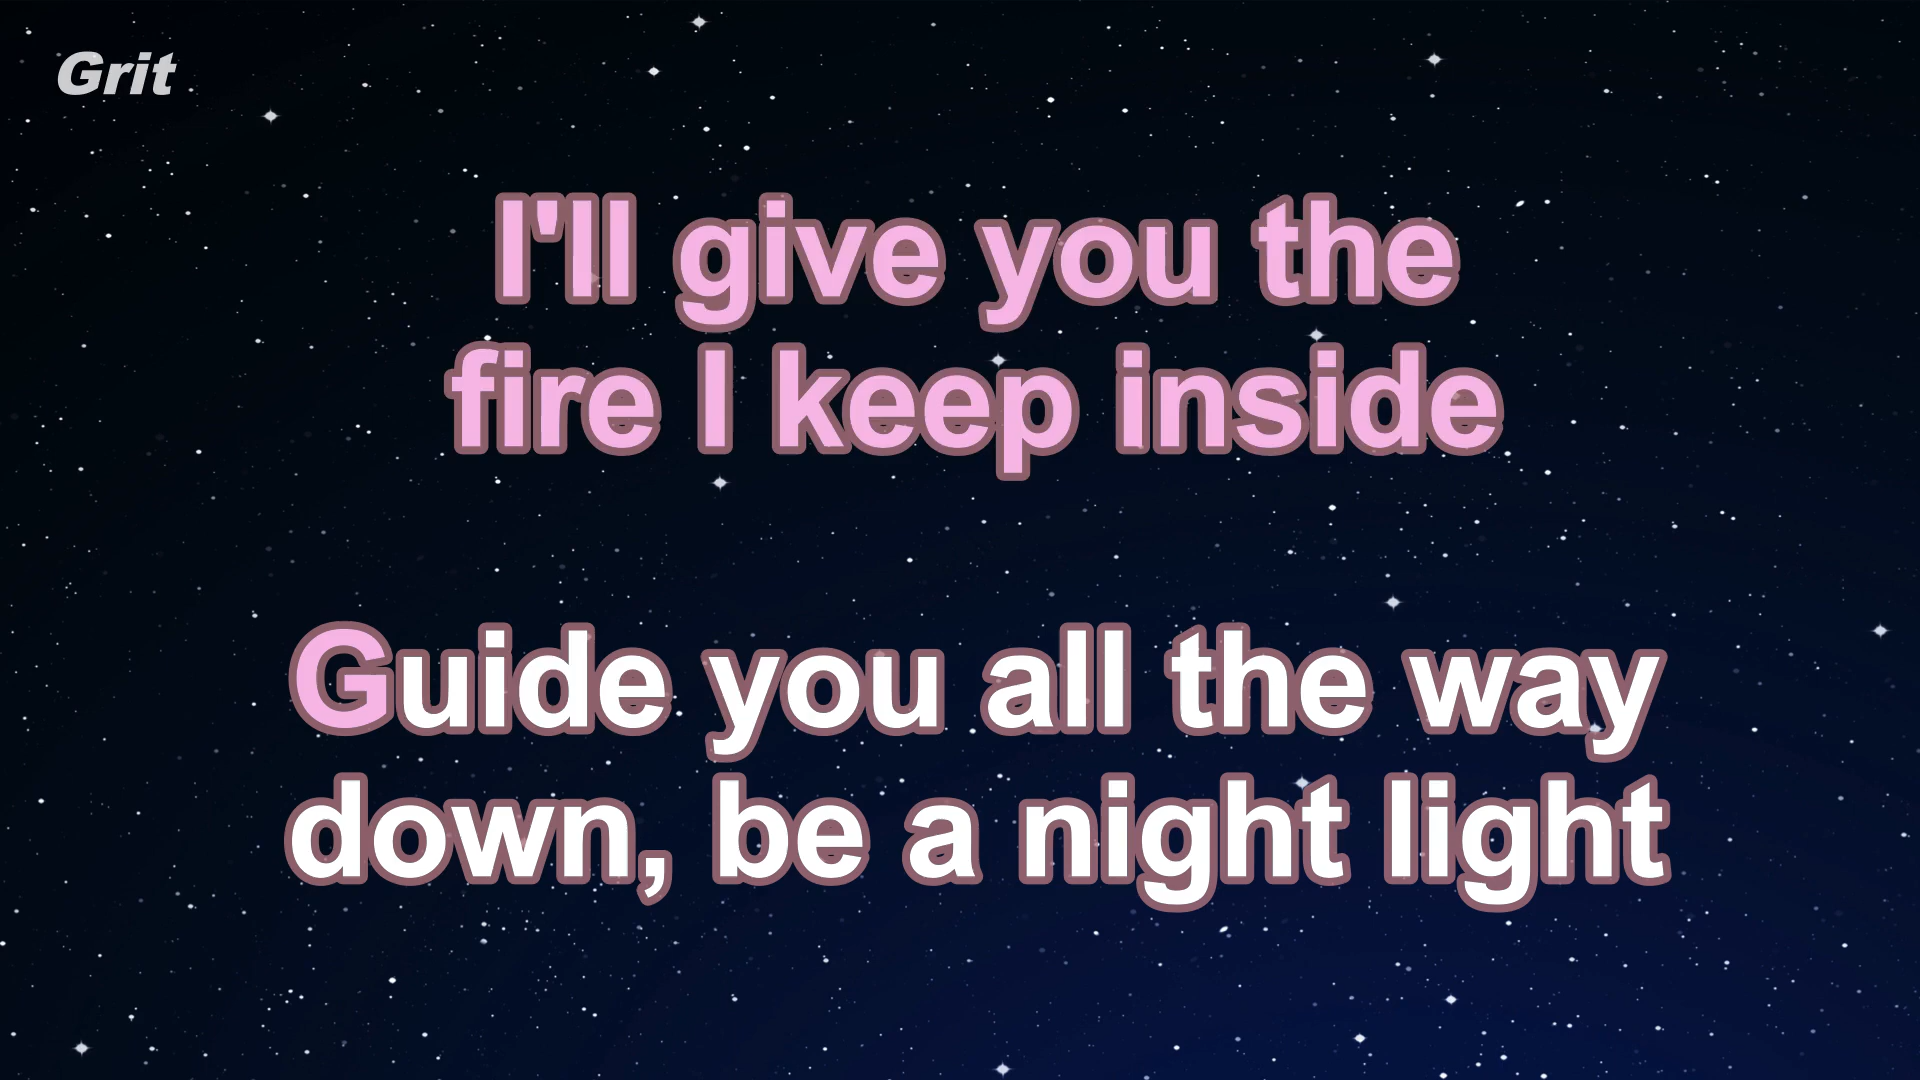 Grit
I'll give you the
fire I keep inside
Guide you all the way
down, be a night light